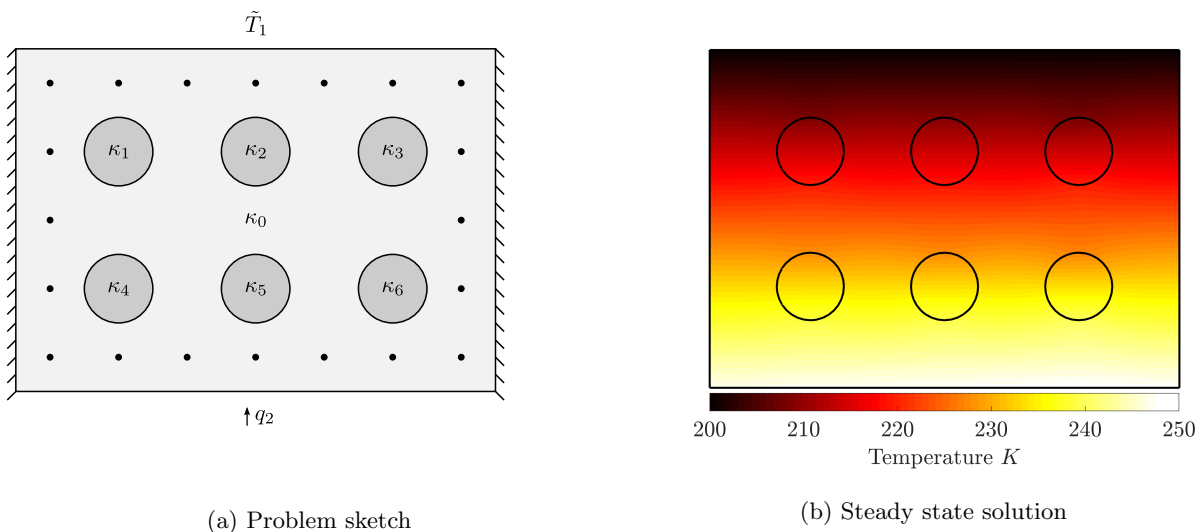 T̃₁
κ₁ κ₂ κ₃
κ₀
κ₄ κ₅ κ₆
q₂
(a) Problem sketch
200 210 220 230 240 250
Temperature K
(b) Steady state solution